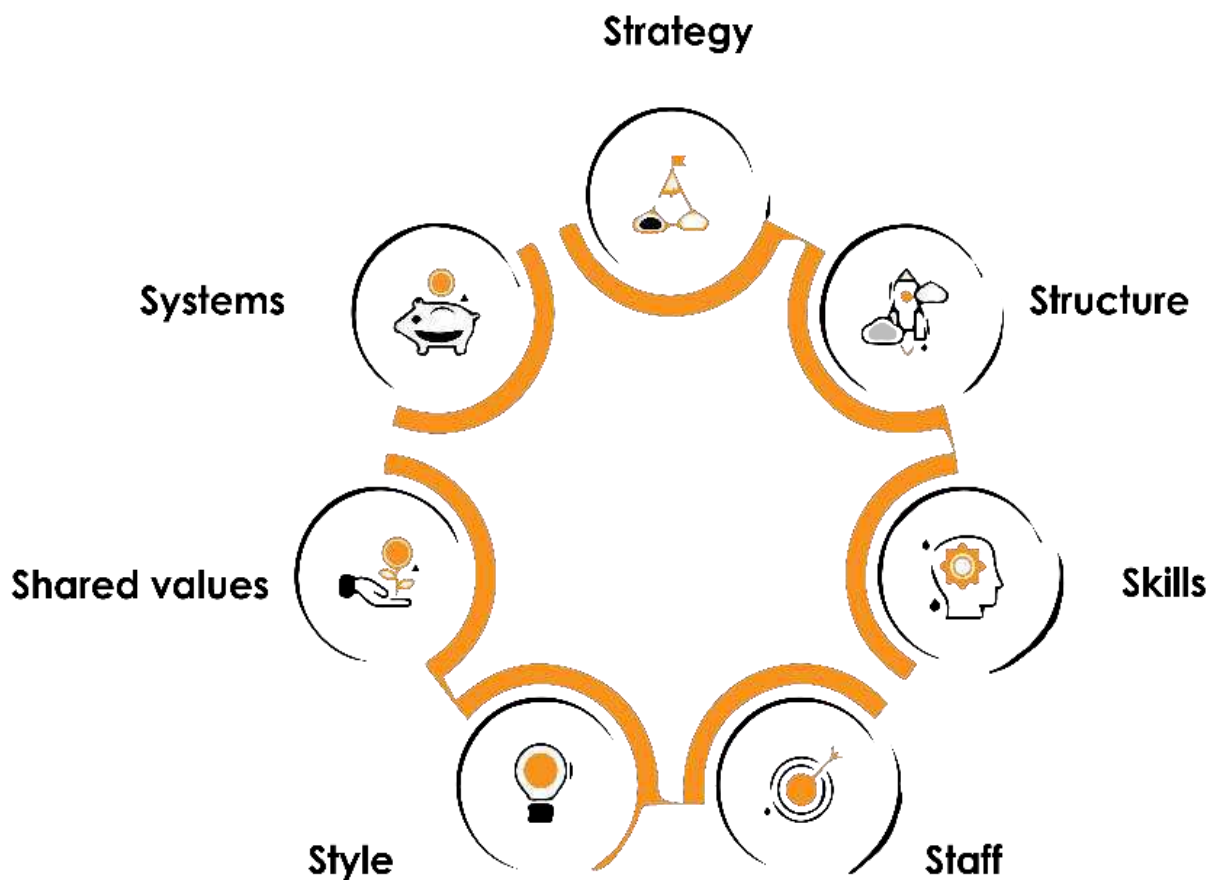 Strategy
Systems
Structure
Shared values
Skills
Style
Staff